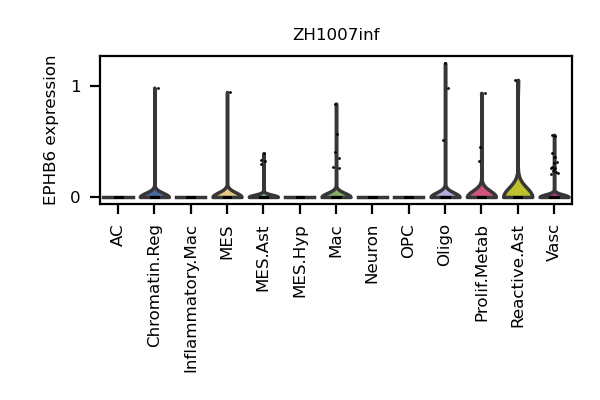 ZH1007inf
EPHB6 expression
1
0
AC
Chromatin.Reg
Inflammatory.Mac
MES
MES.Ast
MES.Hyp
Mac
Neuron
OPC
Oligo
Prolif.Metab
Reactive.Ast
Vasc